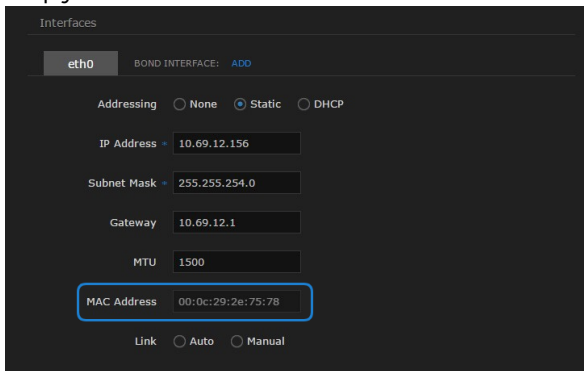 Interfaces
eth0 BOND INTERFACE: ADD
Addressing None Static DHCP
IP Address * 10.69.12.156
Subnet Mask * 255.255.254.0
Gateway 10.69.12.1
MTU 1500
MAC Address 00:0c:29:2e:75:78
Link Auto Manual